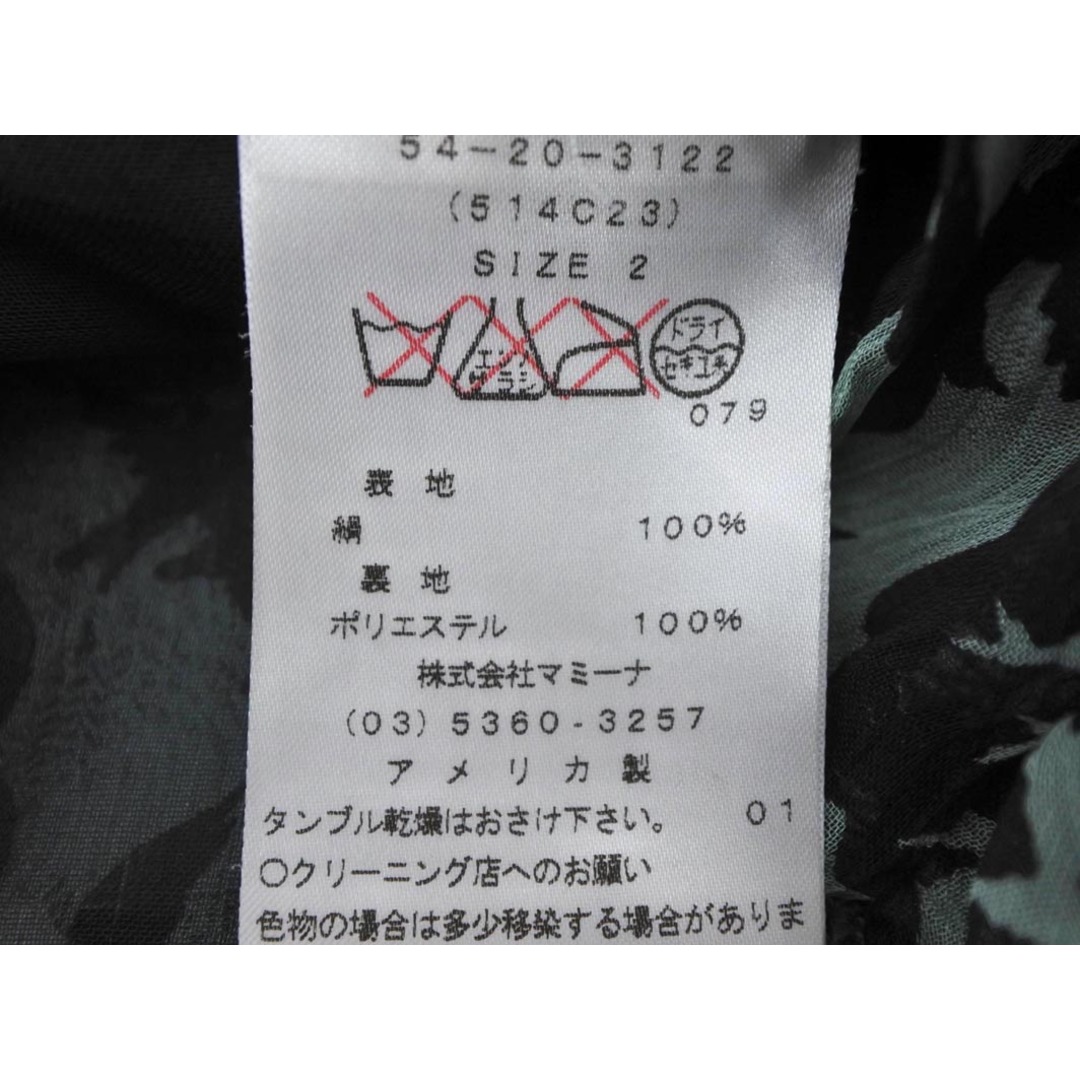 54-20-3122
(514C23)
SIZE 2
エンソ ドライ
サラシ セキユキ
079
表地
絹 100%
裏地
ポリエステル 100%
株式会社マミーナ
(03) 5360-3257
アメリカ製
タンブル乾燥はおさけ下さい。 01
○クリーニング店へのお願い
色物の場合は多少移染する場合がありま